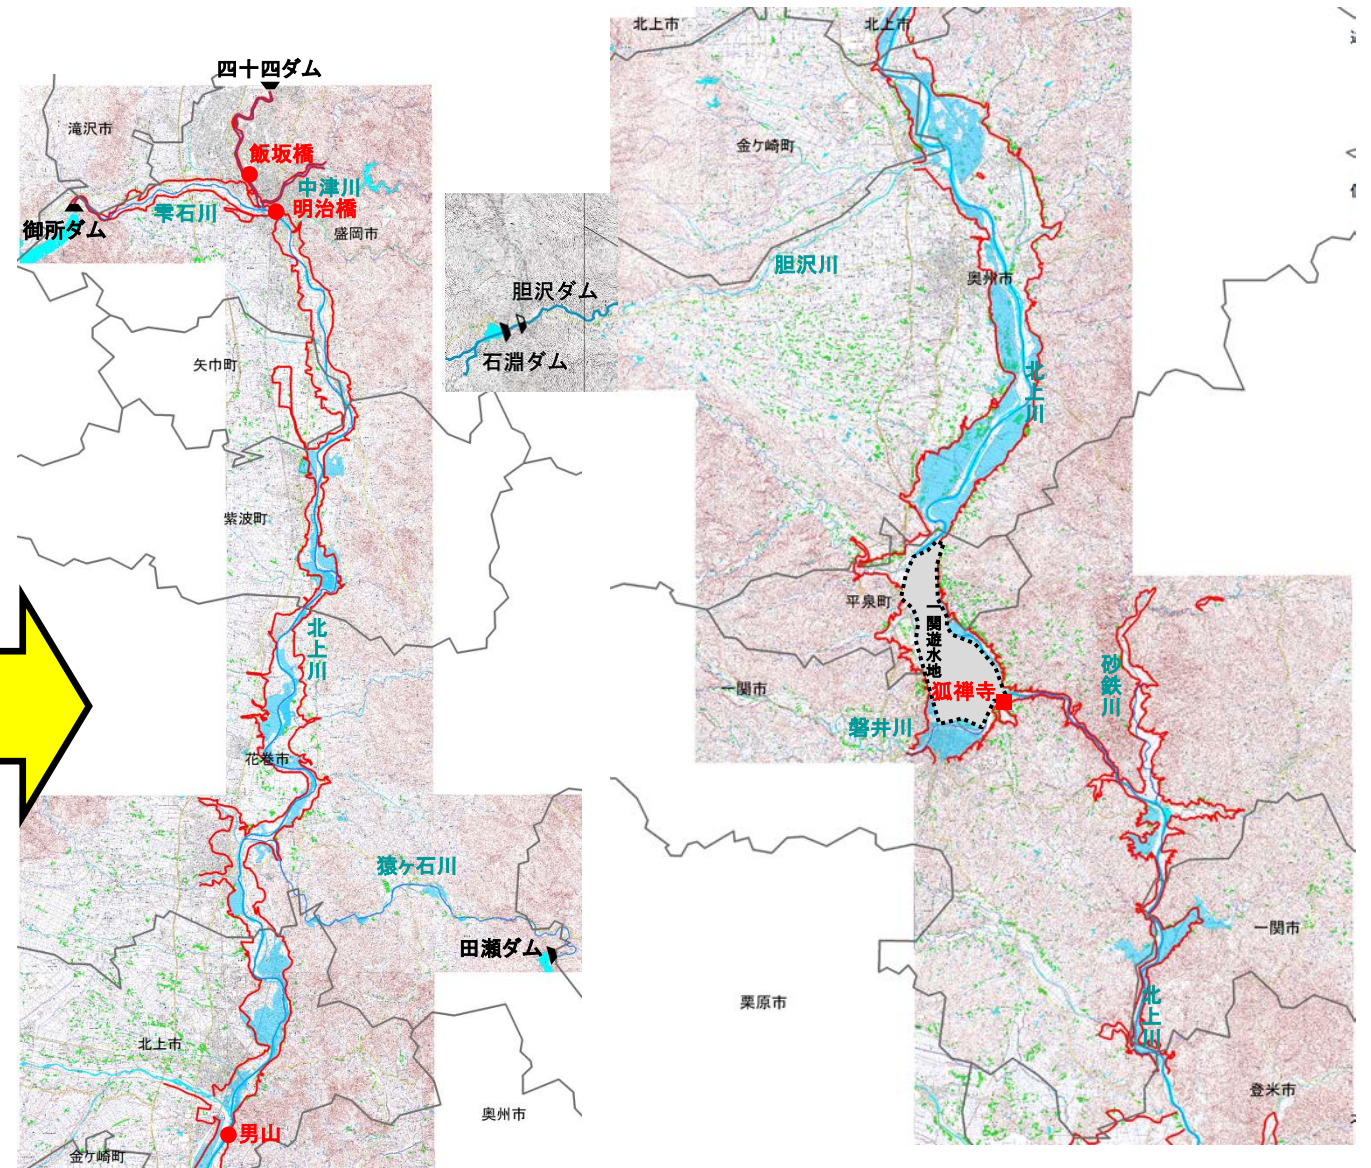 四十四ダム
滝沢市
飯坂橋
中津川
雫石川
明治橋
御所ダム
盛岡市
矢巾町
紫波町
北上川
花巻市
猿ヶ石川
田瀬ダム
北上市
奥州市
男山
金ケ崎町
北上市
北上市
金ケ崎町
胆沢川
胆沢ダム
石淵ダム
奥州市
北上川
平泉町
一関遊水地
一関市
狐禅寺
磐井川
砂鉄川
一関市
栗原市
北上川
登米市